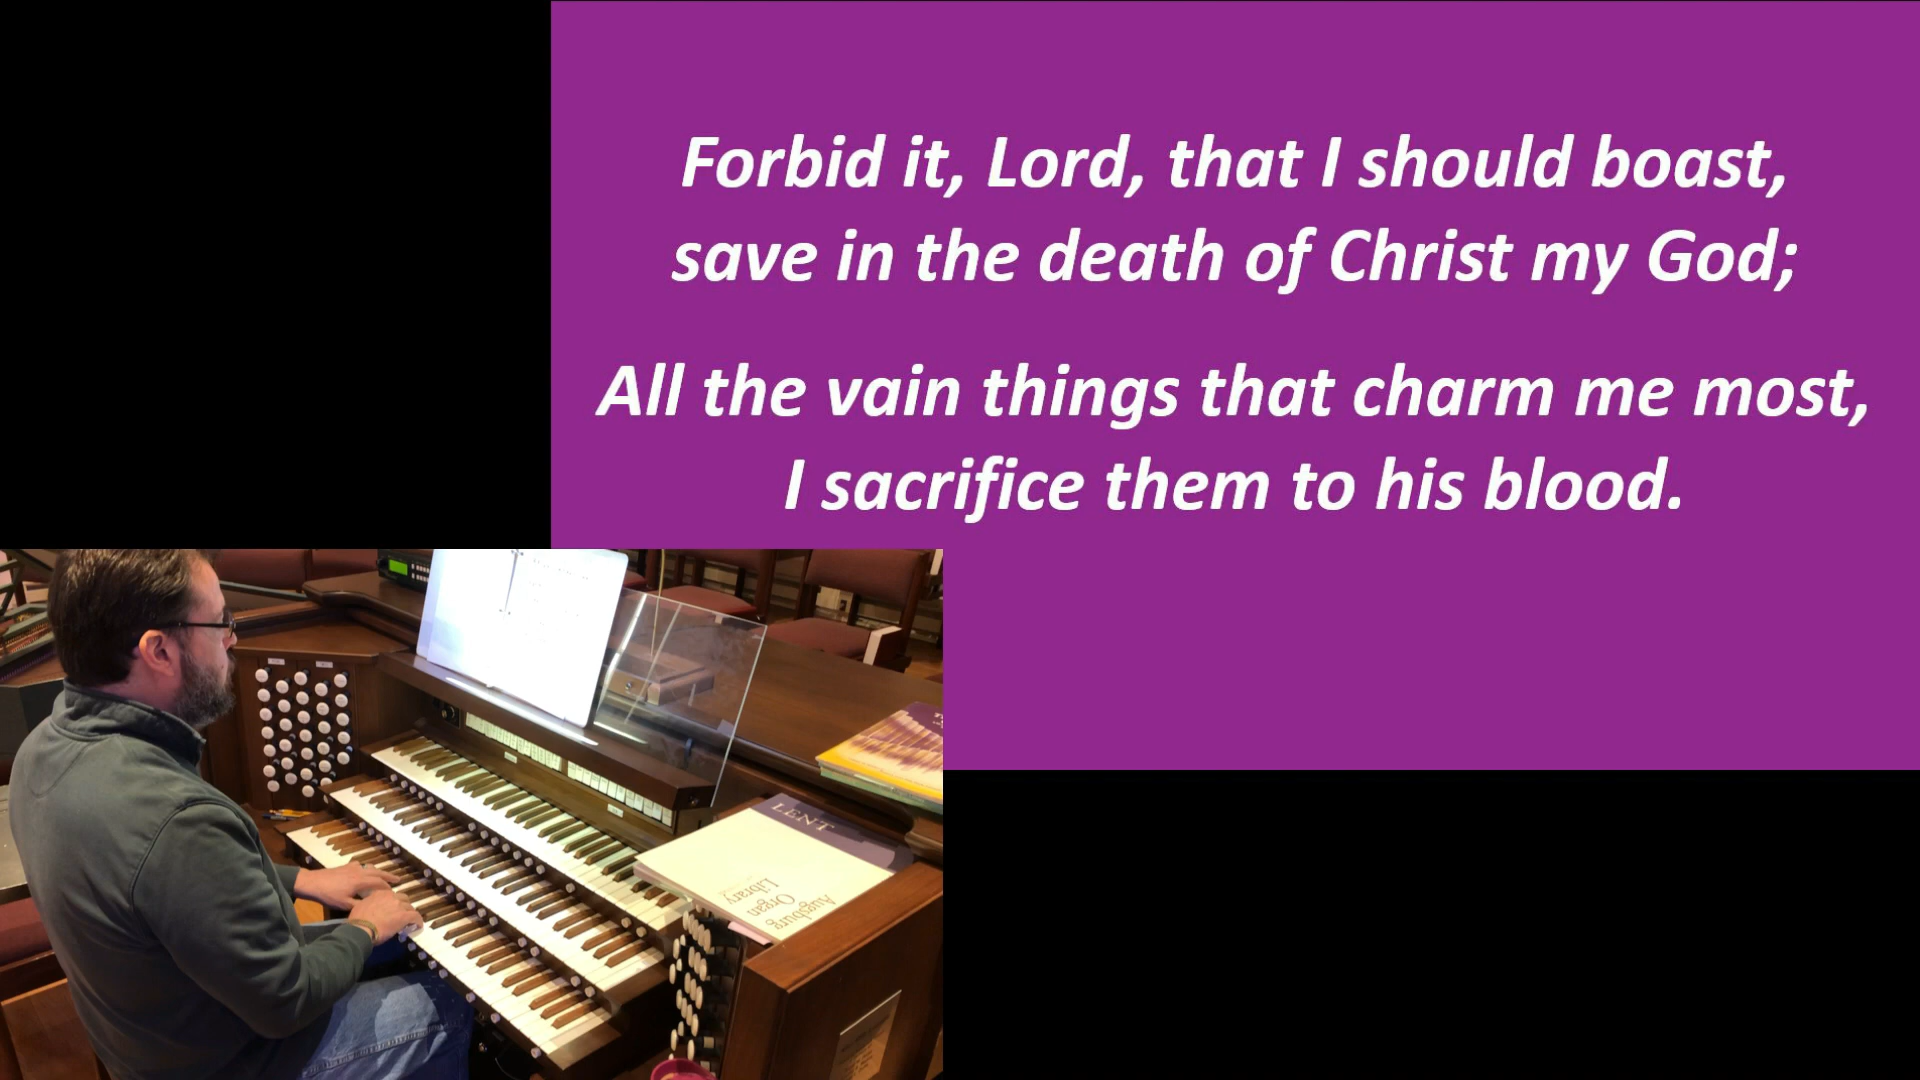 Forbid it, Lord, that I should boast,
save in the death of Christ my God;
All the vain things that charm me most,
I sacrifice them to his blood.
LENT
Augsburg
Organ
Library